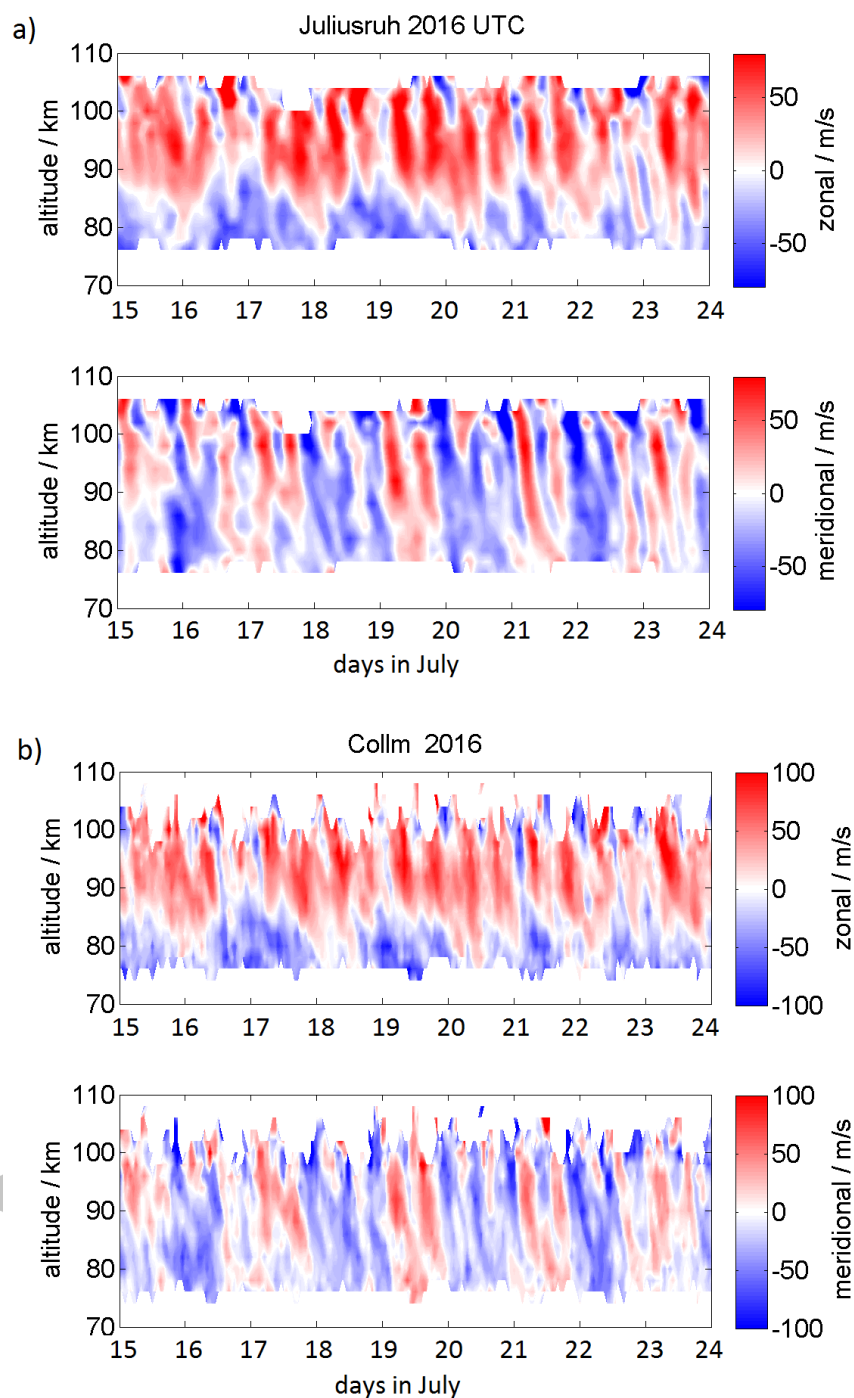 a)
Juliusruh 2016 UTC
110
100
90
80
70
altitude / km
15 16 17 18 19 20 21 22 23 24
50
0
-50
zonal / m/s
110
100
90
80
70
altitude / km
15 16 17 18 19 20 21 22 23 24
days in July
50
0
-50
meridional / m/s
b)
Collm 2016
110
100
90
80
70
altitude / km
15 16 17 18 19 20 21 22 23 24
100
50
0
-50
-100
zonal / m/s
110
100
90
80
70
altitude / km
15 16 17 18 19 20 21 22 23 24
days in July
100
50
0
-50
-100
meridional / m/s